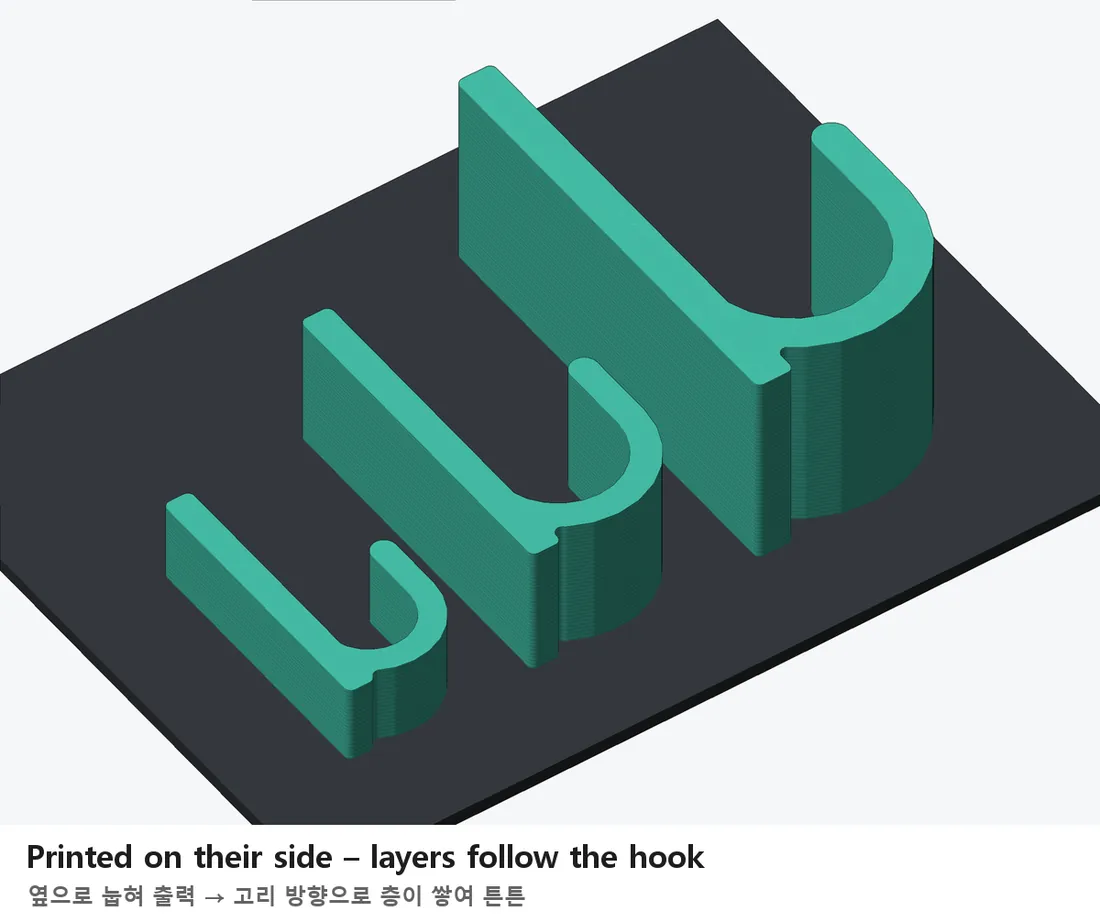 Printed on their side – layers follow the hook
옆으로 눕혀 출력 → 고리 방향으로 층이 쌓여 튼튼